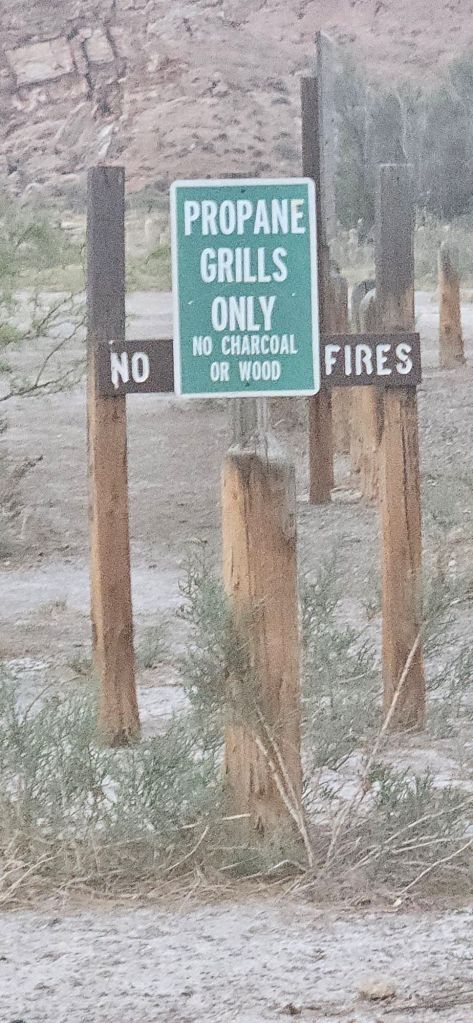 PROPANE
GRILLS
ONLY
NO CHARCOAL
OR WOOD
NO FIRES